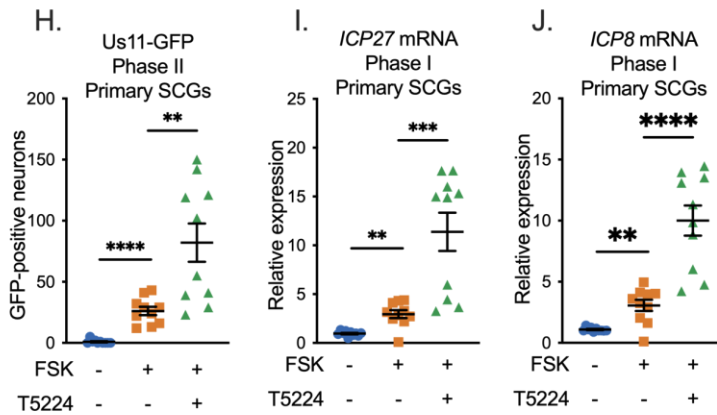 H.
Us11-GFP
Phase II
Primary SCGs
GFP-positive neurons
200
150
100
50
0
****
**
FSK - + +
T5224 - - +
I.
ICP27 mRNA
Phase I
Primary SCGs
Relative expression
25
20
15
10
5
0
**
***
FSK - + +
T5224 - - +
J.
ICP8 mRNA
Phase I
Primary SCGs
Relative expression
20
15
10
5
0
**
****
FSK - + +
T5224 - - +